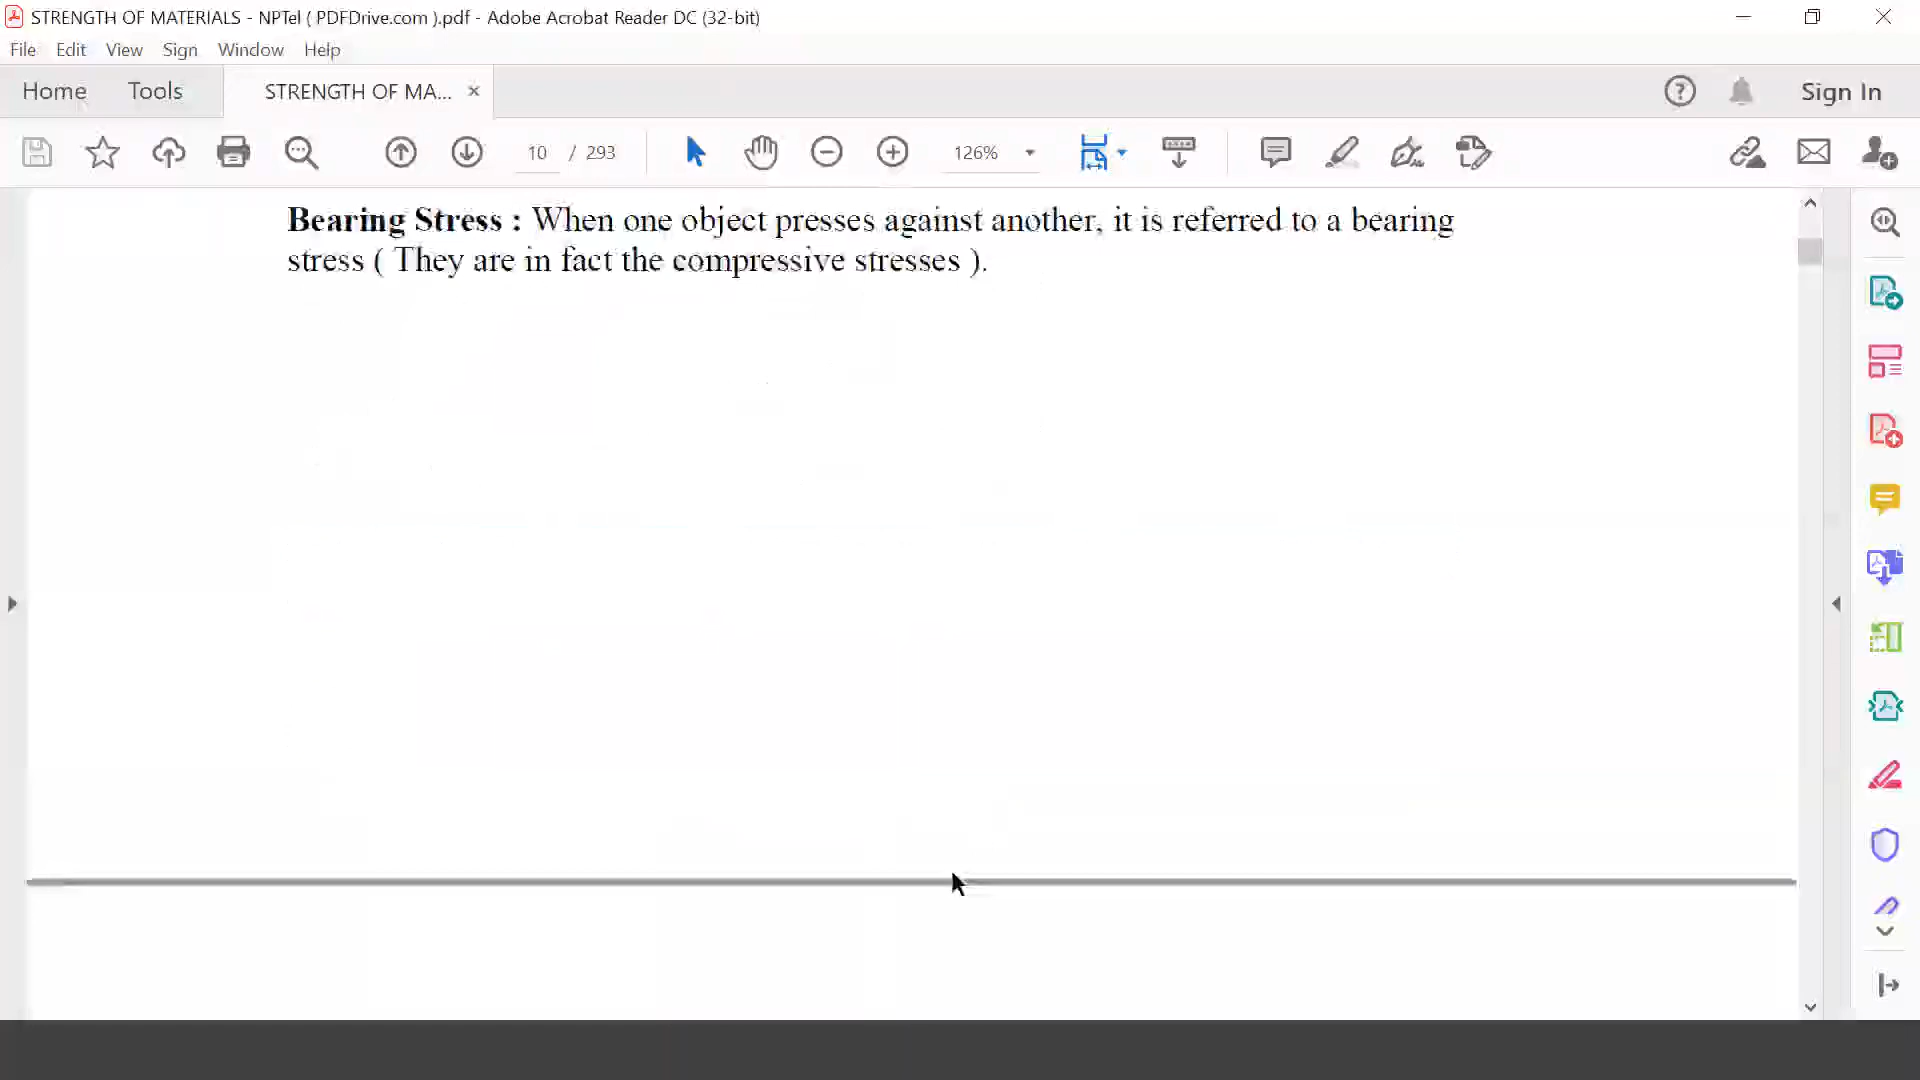 STRENGTH OF MATERIALS - NPTel ( PDFDrive.com ).pdf - Adobe Acrobat Reader DC (32-bit)
File Edit View Sign Window Help
Home Tools STRENGTH OF MA... × Sign In
10 / 293 126%
Bearing Stress : When one object presses against another, it is referred to a bearing
stress ( They are in fact the compressive stresses ).